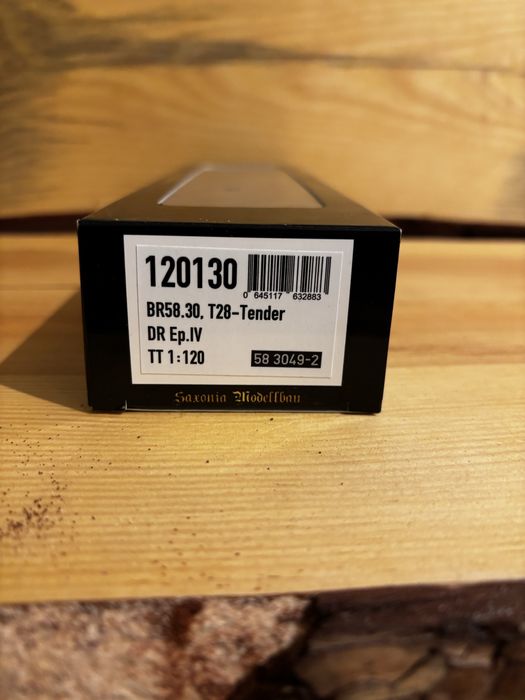 120130
0 645117 632883
BR58.30, T28-Tender
DR Ep.IV
TT 1:120
58 3049-2
Saxonia Modellbau